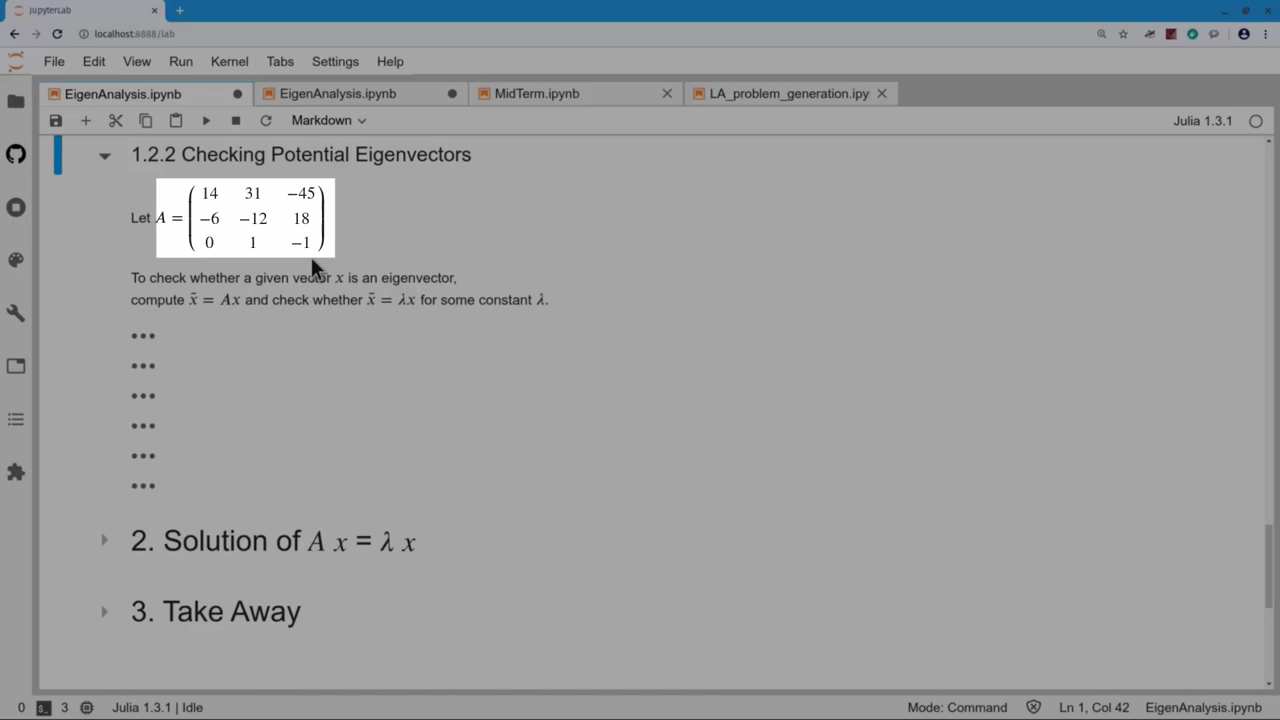 JupyterLab
localhost:8888/lab
File Edit View Run Kernel Tabs Settings Help
EigenAnalysis.ipynb EigenAnalysis.ipynb MidTerm.ipynb LA_problem_generation.ipy
Markdown Julia 1.3.1
1.2.2 Checking Potential Eigenvectors
14 31 −45
Let A = −6 −12 18
0 1 −1
To check whether a given vector x is an eigenvector,
compute x̃ = Ax and check whether x̃ = λx for some constant λ.
2. Solution of A x = λ x
3. Take Away
0 3 Julia 1.3.1 | Idle Mode: Command Ln 1, Col 42 EigenAnalysis.ipynb